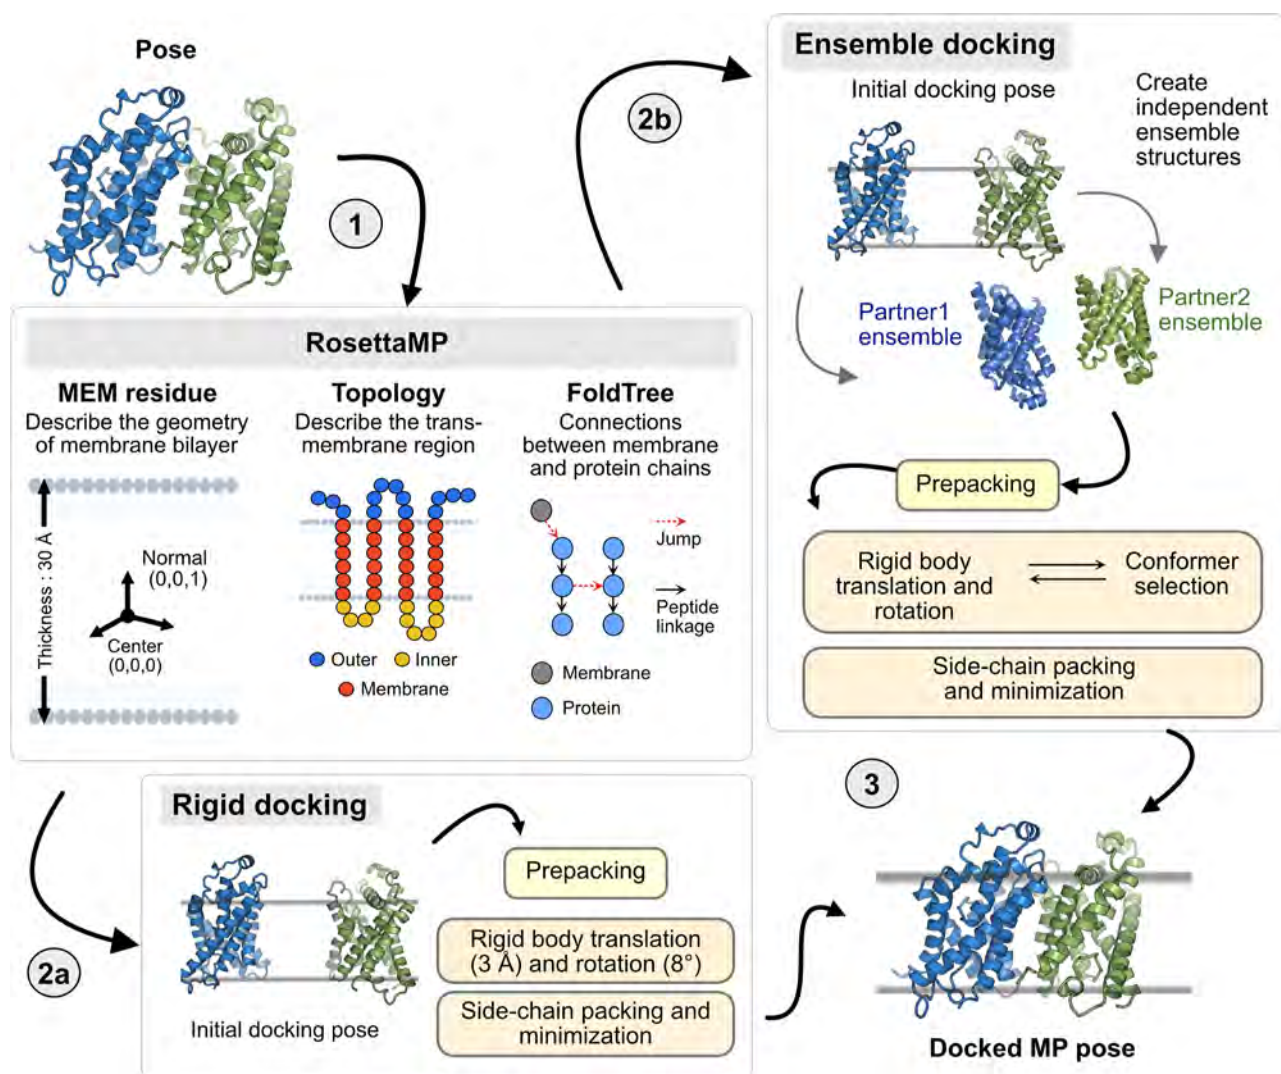 Pose
1
RosettaMP
MEM residue
Describe the geometry
of membrane bilayer
Thickness : 30 Å
Normal
(0,0,1)
Center
(0,0,0)
Topology
Describe the trans-
membrane region
Outer
Inner
Membrane
FoldTree
Connections
between membrane
and protein chains
Jump
Peptide
linkage
Membrane
Protein
2a
Rigid docking
Initial docking pose
Prepacking
Rigid body translation
(3 Å) and rotation (8°)
Side-chain packing and
minimization
2b
Ensemble docking
Initial docking pose
Create
independent
ensemble
structures
Partner1
ensemble
Partner2
ensemble
Prepacking
Rigid body
translation and
rotation
Conformer
selection
Side-chain packing
and minimization
3
Docked MP pose